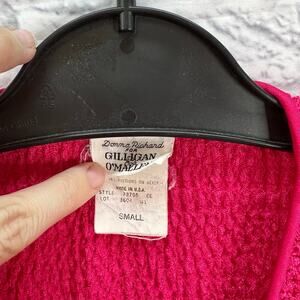 Donna Richard
FOR
GILLIGAN
&
O'MALLEY
MADE IN U.S.A.
STYLE
LOT
SMALL